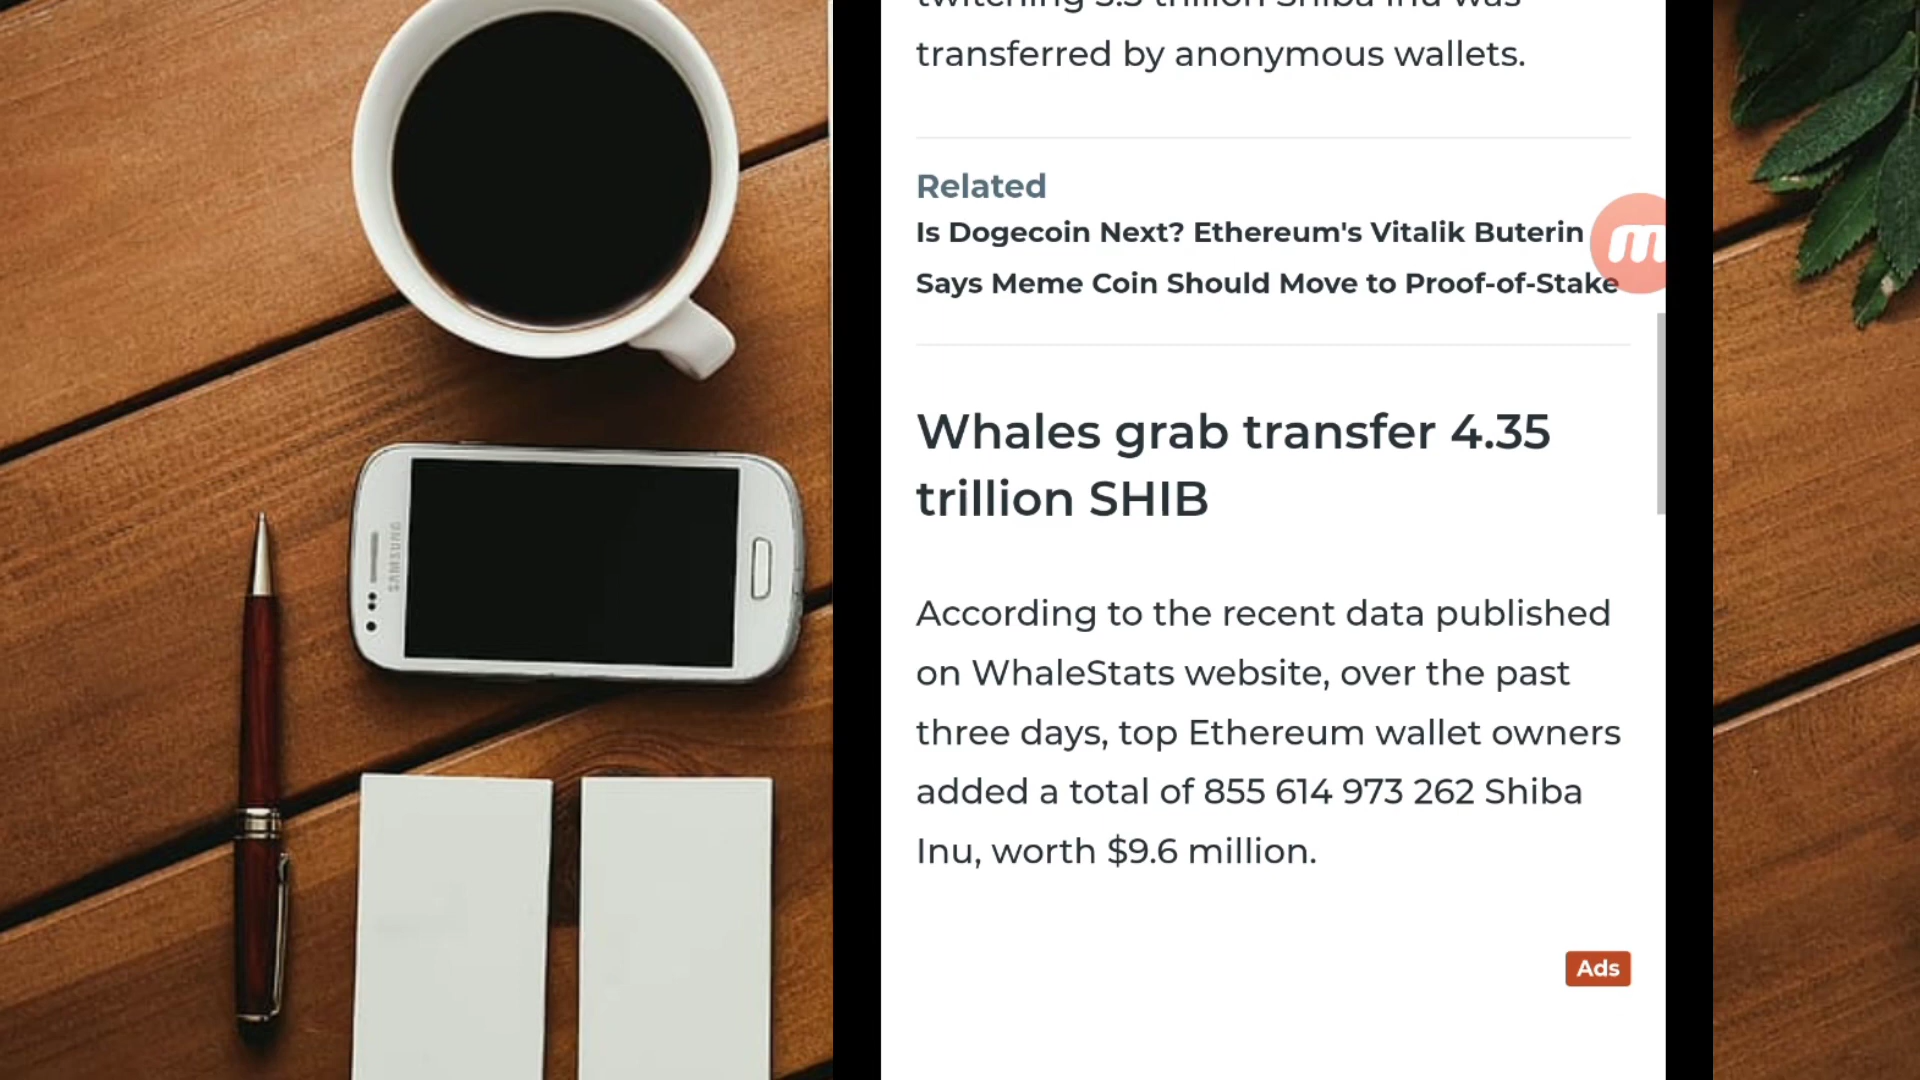 SAMSUNG
transferred by anonymous wallets.
Related
Is Dogecoin Next? Ethereum's Vitalik Buterin
Says Meme Coin Should Move to Proof-of-Stake
Whales grab transfer 4.35
trillion SHIB
According to the recent data published
on WhaleStats website, over the past
three days, top Ethereum wallet owners
added a total of 855 614 973 262 Shiba
Inu, worth $9.6 million.
Ads